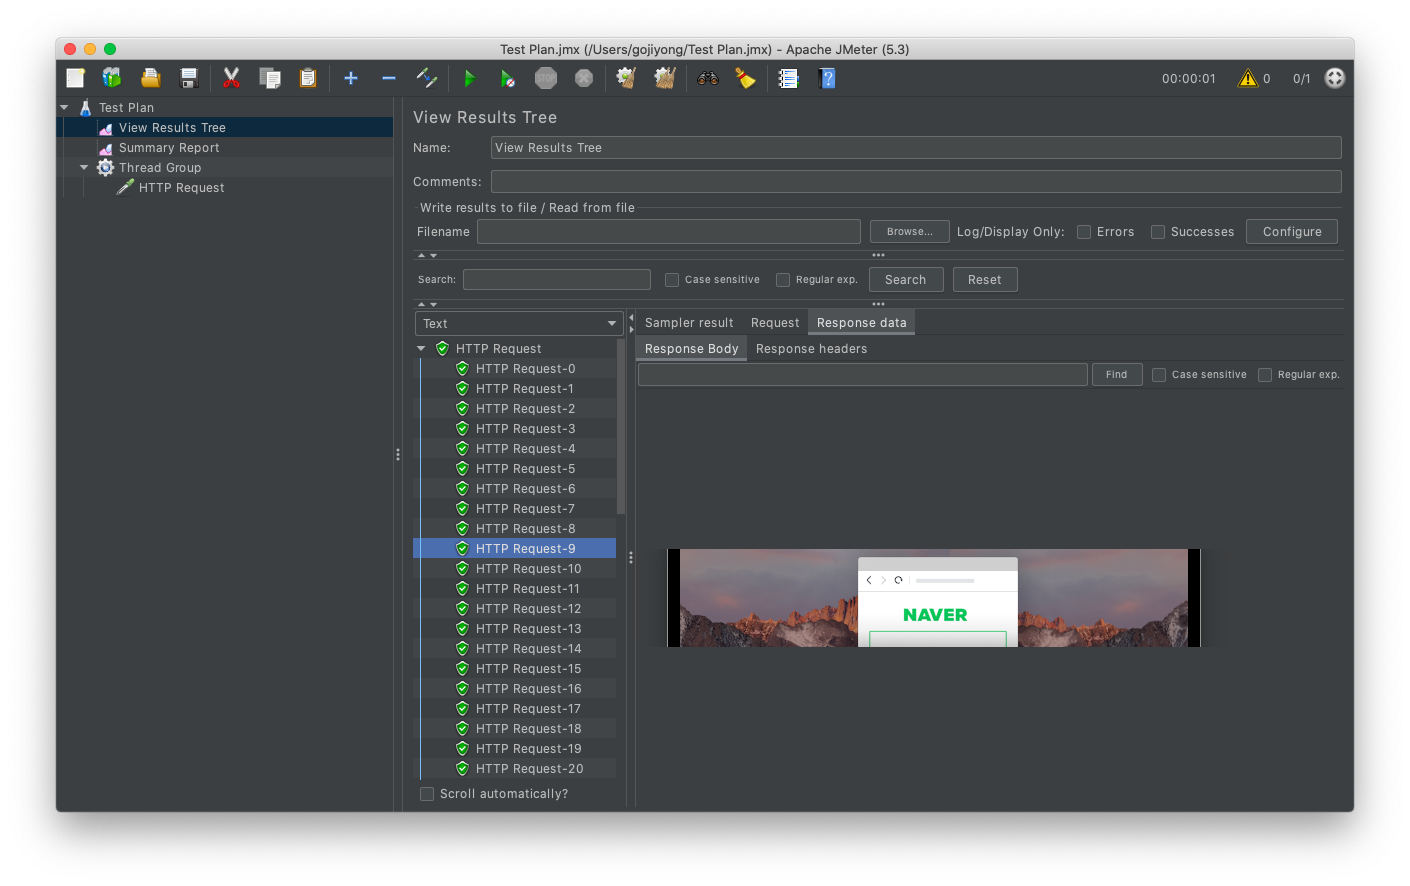 Test Plan.jmx (/Users/gojiyong/Test Plan.jmx) - Apache JMeter (5.3)
STOP
00:00:01 0 0/1
Test Plan
View Results Tree
Summary Report
Thread Group
HTTP Request
View Results Tree
Name: View Results Tree
Comments:
Write results to file / Read from file
Filename Browse... Log/Display Only: Errors Successes Configure
Search: Case sensitive Regular exp. Search Reset
Text
HTTP Request
HTTP Request-0
HTTP Request-1
HTTP Request-2
HTTP Request-3
HTTP Request-4
HTTP Request-5
HTTP Request-6
HTTP Request-7
HTTP Request-8
HTTP Request-9
HTTP Request-10
HTTP Request-11
HTTP Request-12
HTTP Request-13
HTTP Request-14
HTTP Request-15
HTTP Request-16
HTTP Request-17
HTTP Request-18
HTTP Request-19
HTTP Request-20
Scroll automatically?
Sampler result Request Response data
Response Body Response headers
Find Case sensitive Regular exp.
NAVER